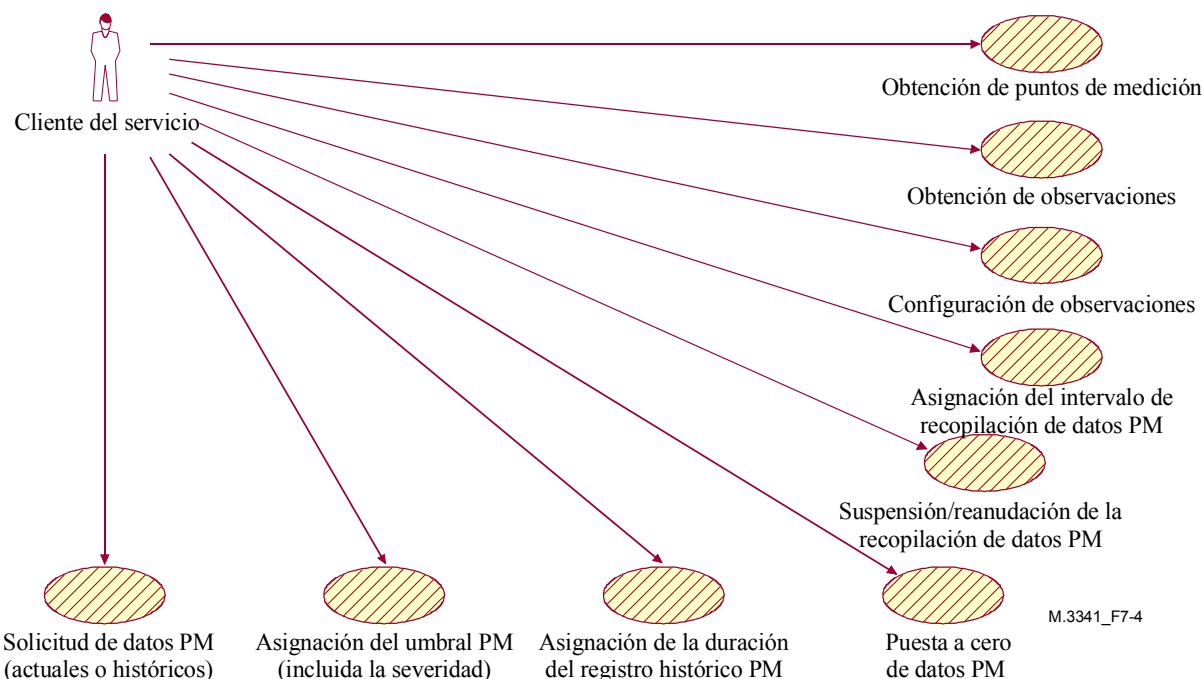 Obtención de puntos de medición
Cliente del servicio
Obtención de observaciones
Configuración de observaciones
Asignación del intervalo de
recopilación de datos PM
Suspensión/reanudación de la
recopilación de datos PM
M.3341_F7-4
Solicitud de datos PM
(actuales o históricos)
Asignación del umbral PM
(incluida la severidad)
Asignación de la duración
del registro histórico PM
Puesta a cero
de datos PM